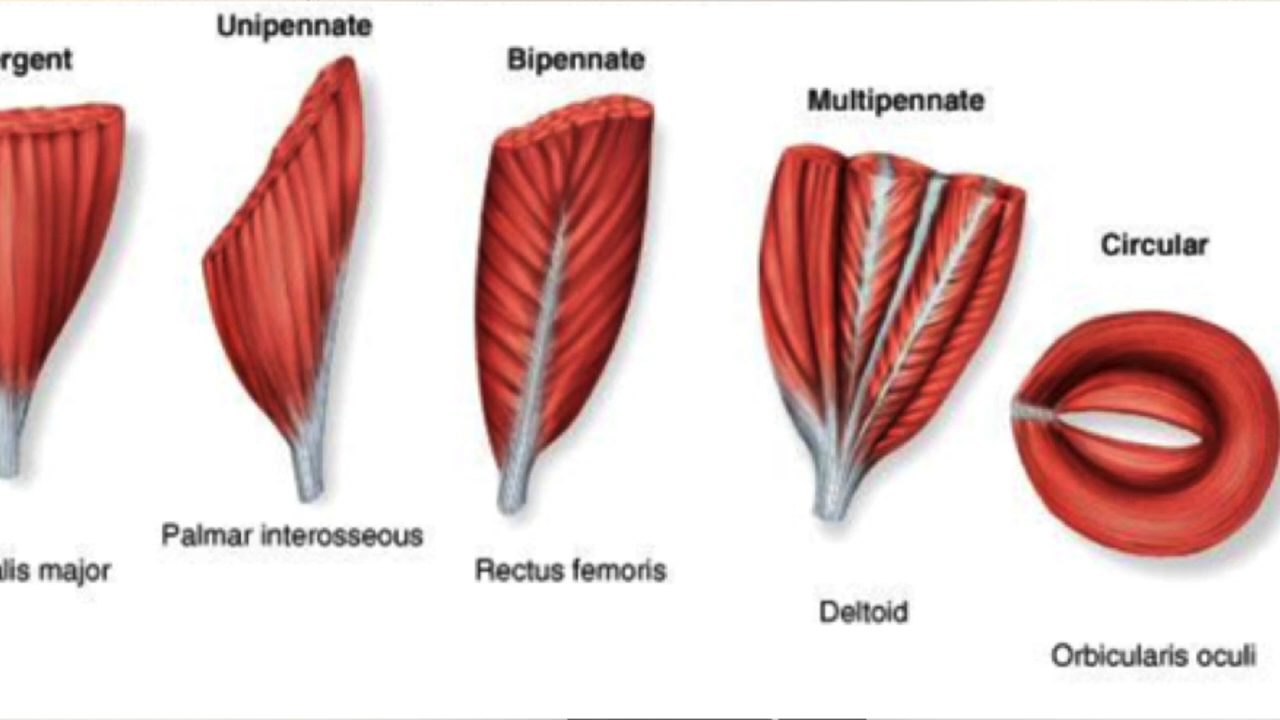 Unipennate
rgent
Bipennate
Multipennate
Circular
Palmar interosseous
lis major
Rectus femoris
Deltoid
Orbicularis oculi